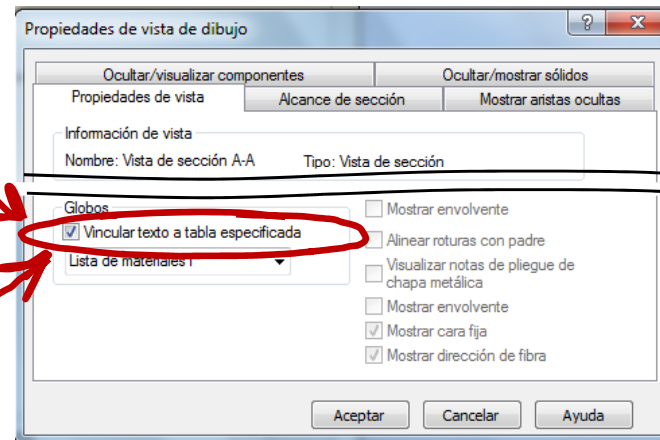 Propiedades de vista de dibujo
Ocultar/visualizar componentes
Ocultar/mostrar sólidos
Propiedades de vista
Alcance de sección
Mostrar aristas ocultas
Información de vista
Nombre: Vista de sección A-A Tipo: Vista de sección
Globos
Vincular texto a tabla especificada
Lista de materiales1
Mostrar envolvente
Alinear roturas con padre
Visualizar notas de pliegue de
chapa metálica
Mostrar envolvente
Mostrar cara fija
Mostrar dirección de fibra
Aceptar
Cancelar
Ayuda